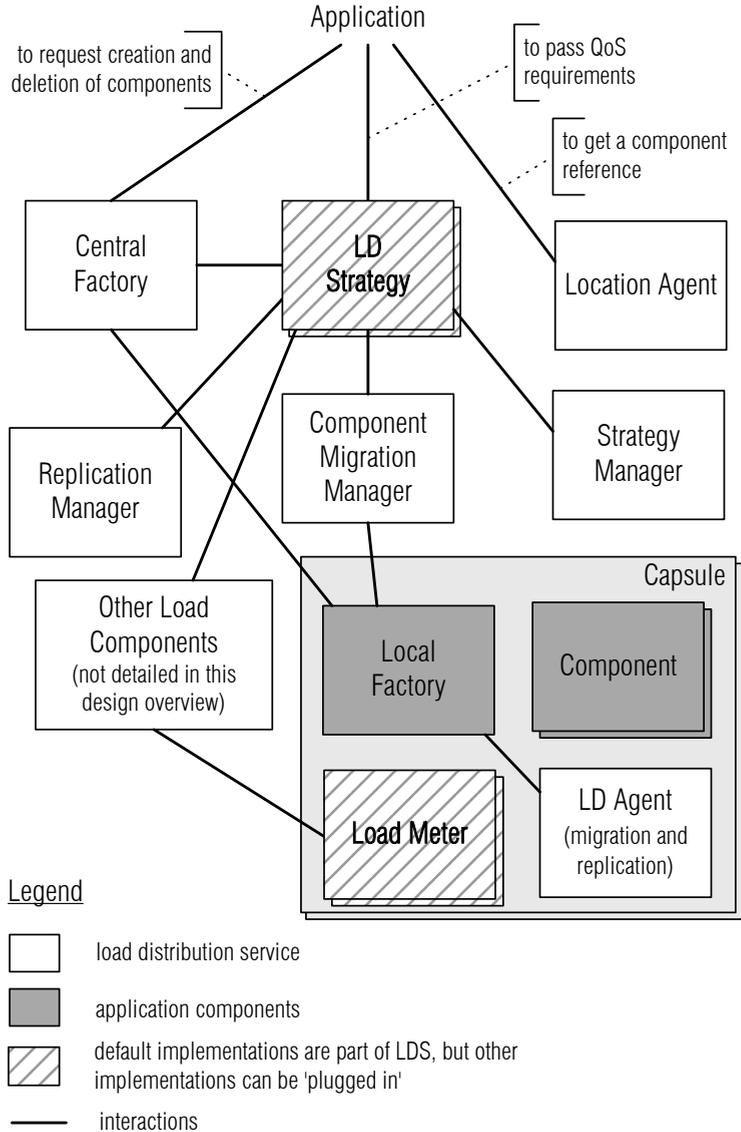 Application
to request creation and
deletion of components
to pass QoS
requirements
to get a component
reference
Central
Factory
LD
Strategy
Location Agent
Replication
Manager
Component
Migration
Manager
Strategy
Manager
Capsule
Other Load
Components
(not detailed in this
design overview)
Local
Factory
Component
Load Meter
LD Agent
(migration and
replication)
Legend
load distribution service
application components
default implementations are part of LDS, but other
implementations can be 'plugged in'
interactions